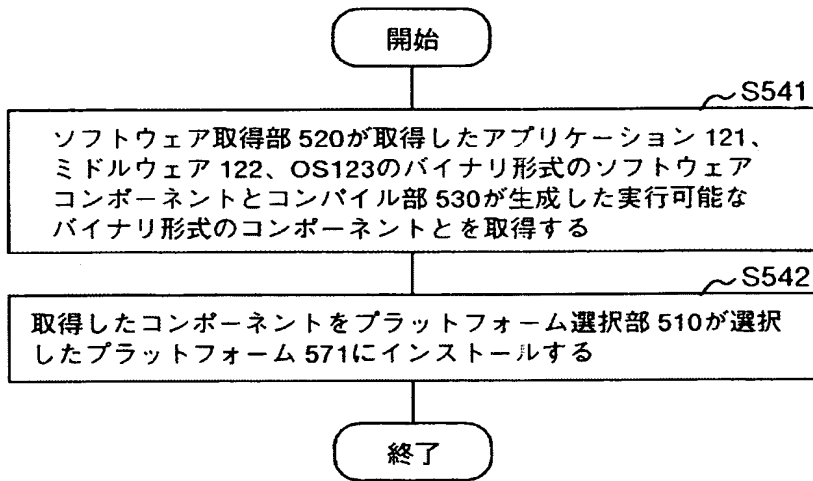 開始
S541
ソフトウェア取得部520が取得したアプリケーション121、
ミドルウェア122、OS123のバイナリ形式のソフトウェア
コンポーネントとコンパイル部530が生成した実行可能な
バイナリ形式のコンポーネントとを取得する
S542
取得したコンポーネントをプラットフォーム選択部510が選択
したプラットフォーム571にインストールする
終了